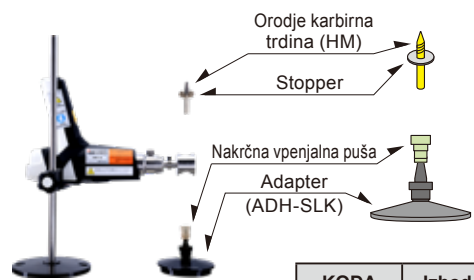 Orodje karbirna
trdina (HM)
Stopper
Nakrčna vpenjalna puša
Adapter
(ADH-SLK)
KODA